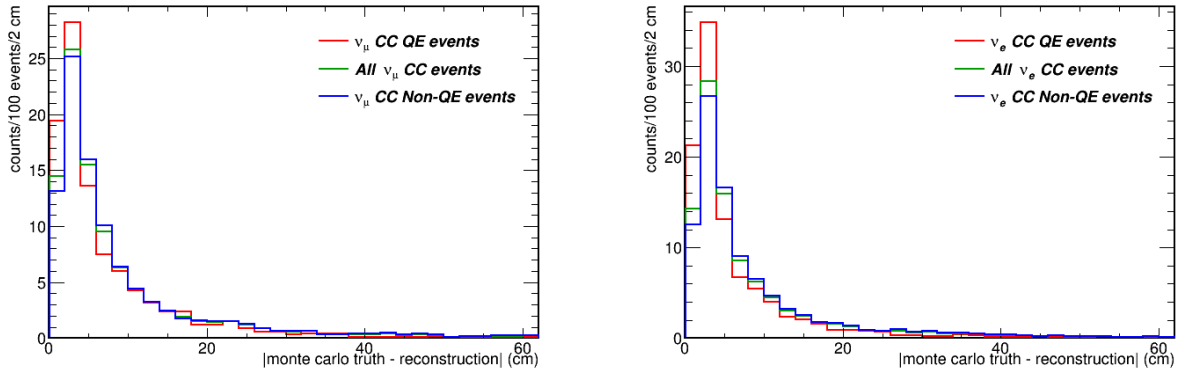 counts/100 events/2 cm
25
20
15
10
5
0
0
20
40
60
|monte carlo truth - reconstruction| (cm)
νμ CC QE events
All νμ CC events
νμ CC Non-QE events
counts/100 events/2 cm
30
20
10
0
0
20
40
60
|monte carlo truth - reconstruction| (cm)
νe CC QE events
All νe CC events
νe CC Non-QE events